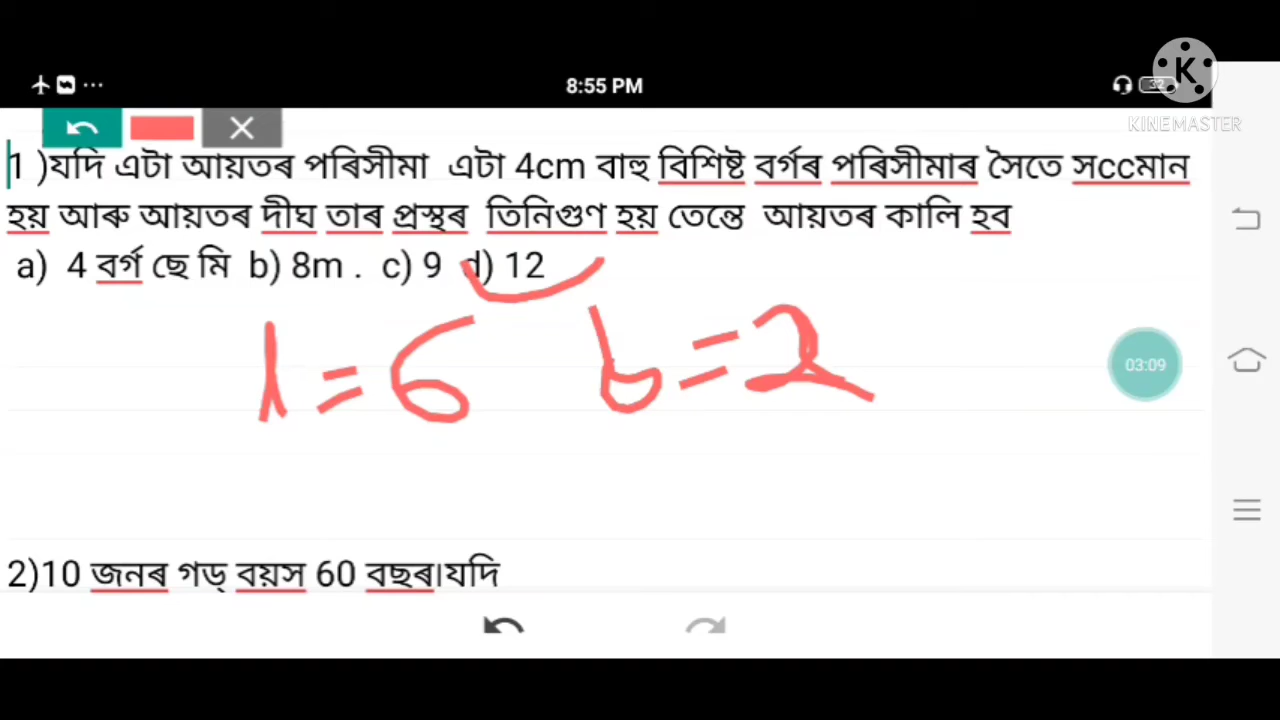 8:55 PM
32
KINEMASTER
1 )যদি এটা আয়তৰ পৰিসীমা এটা 4cm বাহু বিশিষ্ট বৰ্গৰ পৰিসীমাৰ সৈতে সccমান
হয় আৰু আয়তৰ দীঘ তাৰ প্ৰস্থৰ তিনিগুণ হয় তেন্তে আয়তৰ কালি হব
a) 4 বৰ্গ ছে মি b) 8m . c) 9 d) 12
l = 6 b = 2
03:09
2)10 জনৰ গড় বয়স 60 বছৰ।যদি